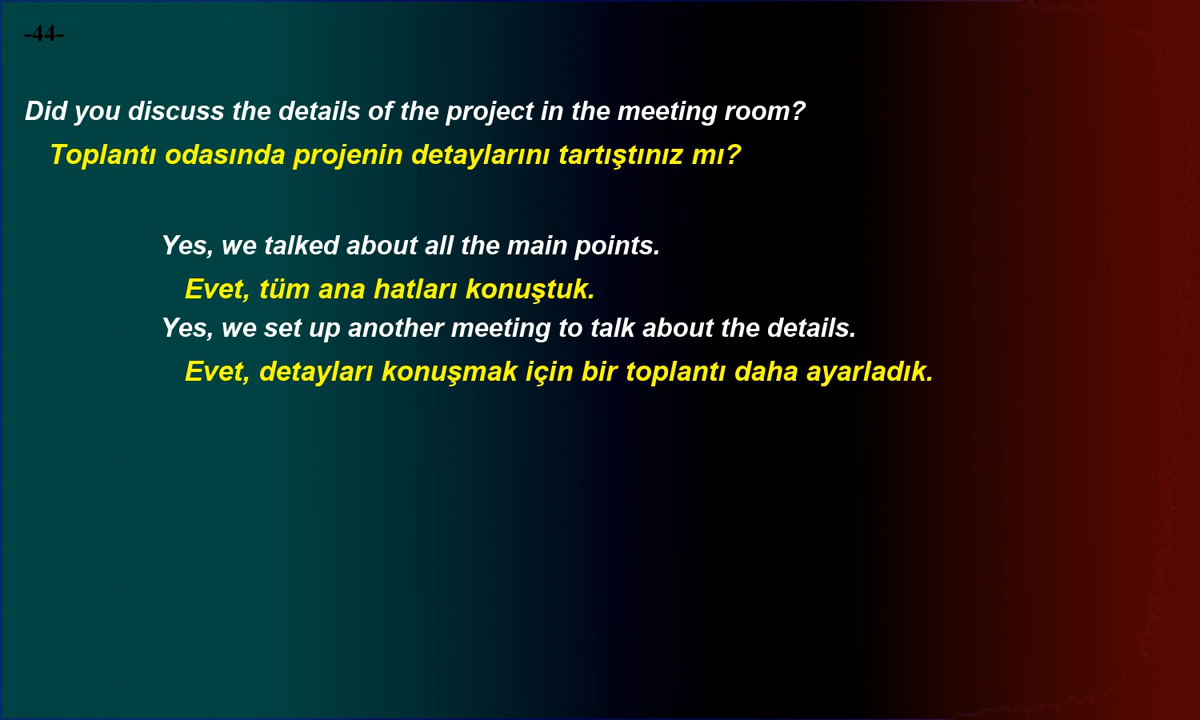 -44-
Did you discuss the details of the project in the meeting room?
Toplantı odasında projenin detaylarını tartıştınız mı?
Yes, we talked about all the main points.
Evet, tüm ana hatları konuştuk.
Yes, we set up another meeting to talk about the details.
Evet, detayları konuşmak için bir toplantı daha ayarladık.